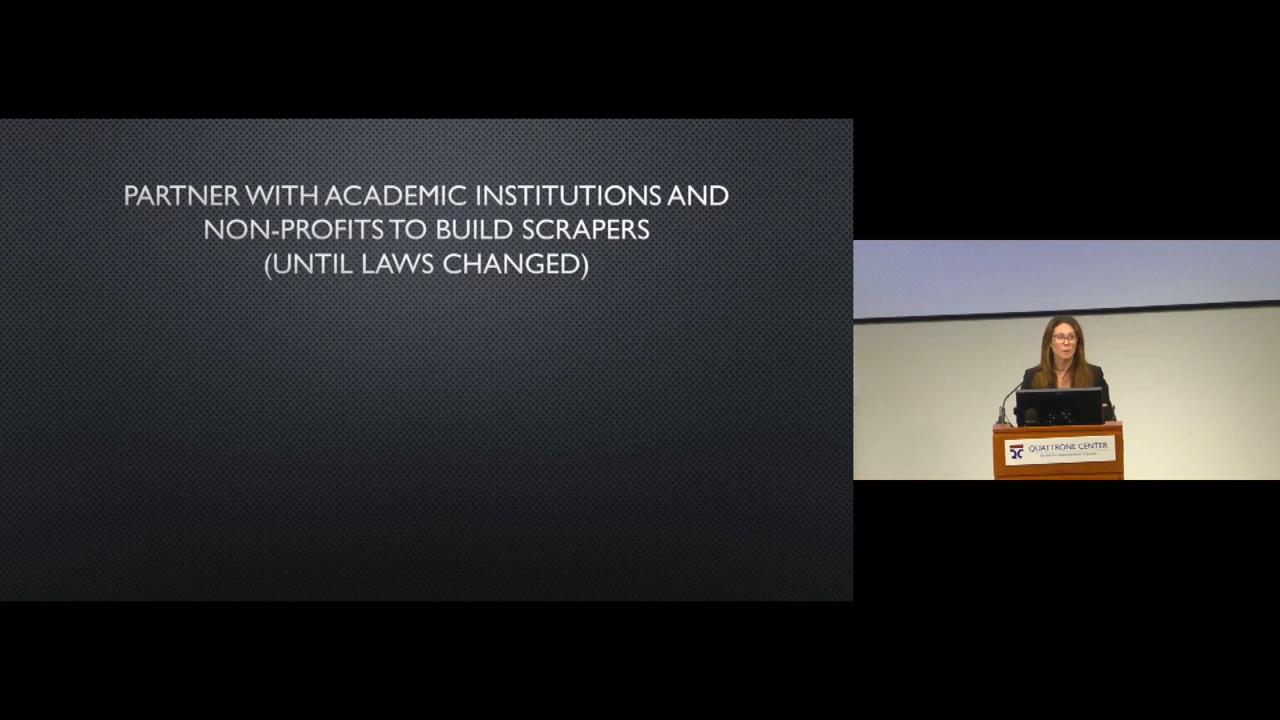 PARTNER WITH ACADEMIC INSTITUTIONS AND
NON-PROFITS TO BUILD SCRAPERS
(UNTIL LAWS CHANGED)
QUATTRONE CENTER